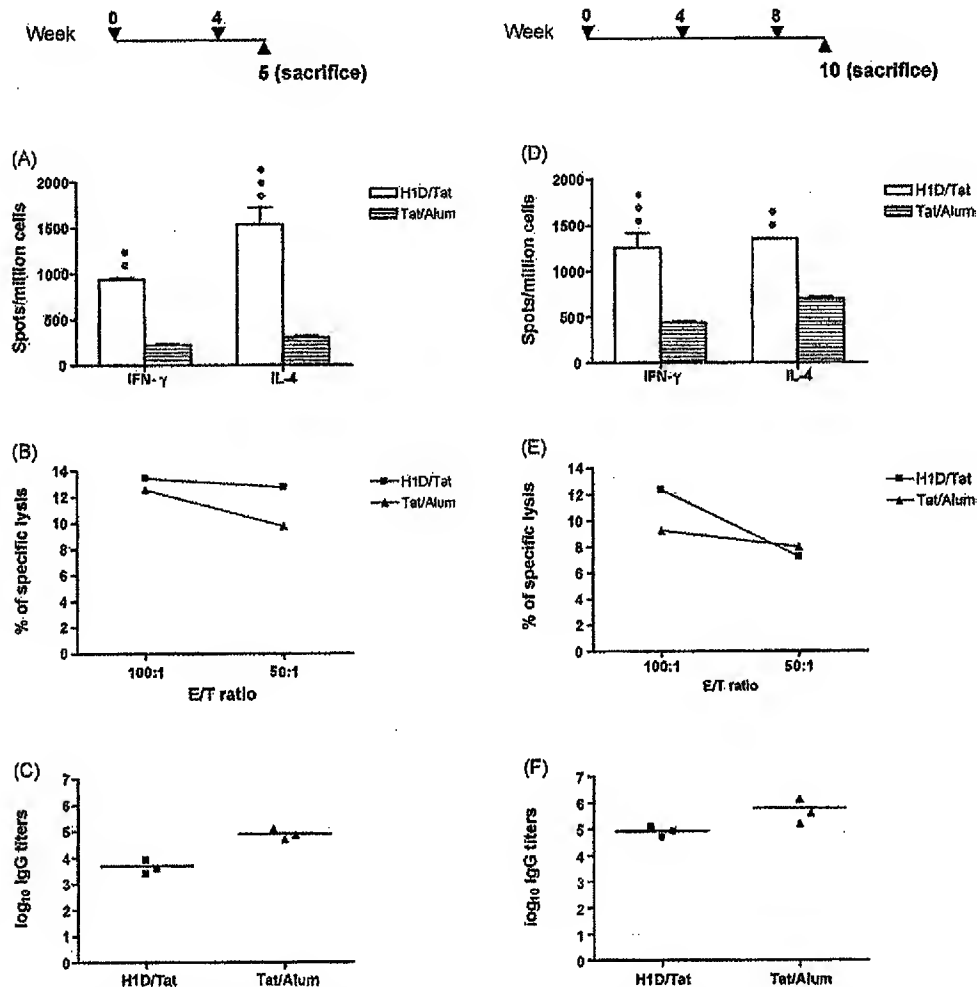 Week 0 4
5 (sacrifice)
Week 0 4 8
10 (sacrifice)
(A)
Spots/million cells
2000
1500
1000
500
0
IFN-γ
IL-4
H1D/Tat
Tat/Alum
(D)
Spots/million cells
2000
1500
1000
500
0
IFN-γ
IL-4
H1D/Tat
Tat/Alum
(B)
% of specific lysis
14
12
10
8
6
4
2
0
100:1
50:1
E/T ratio
H1D/Tat
Tat/Alum
(E)
% of specific lysis
14
12
10
8
6
4
2
0
100:1
50:1
E/T ratio
H1D/Tat
Tat/Alum
(C)
log₁₀ IgG titers
7
6
5
4
3
2
1
0
H1D/Tat
Tat/Alum
(F)
log₁₀ IgG titers
7
6
5
4
3
2
1
0
H1D/Tat
Tat/Alum